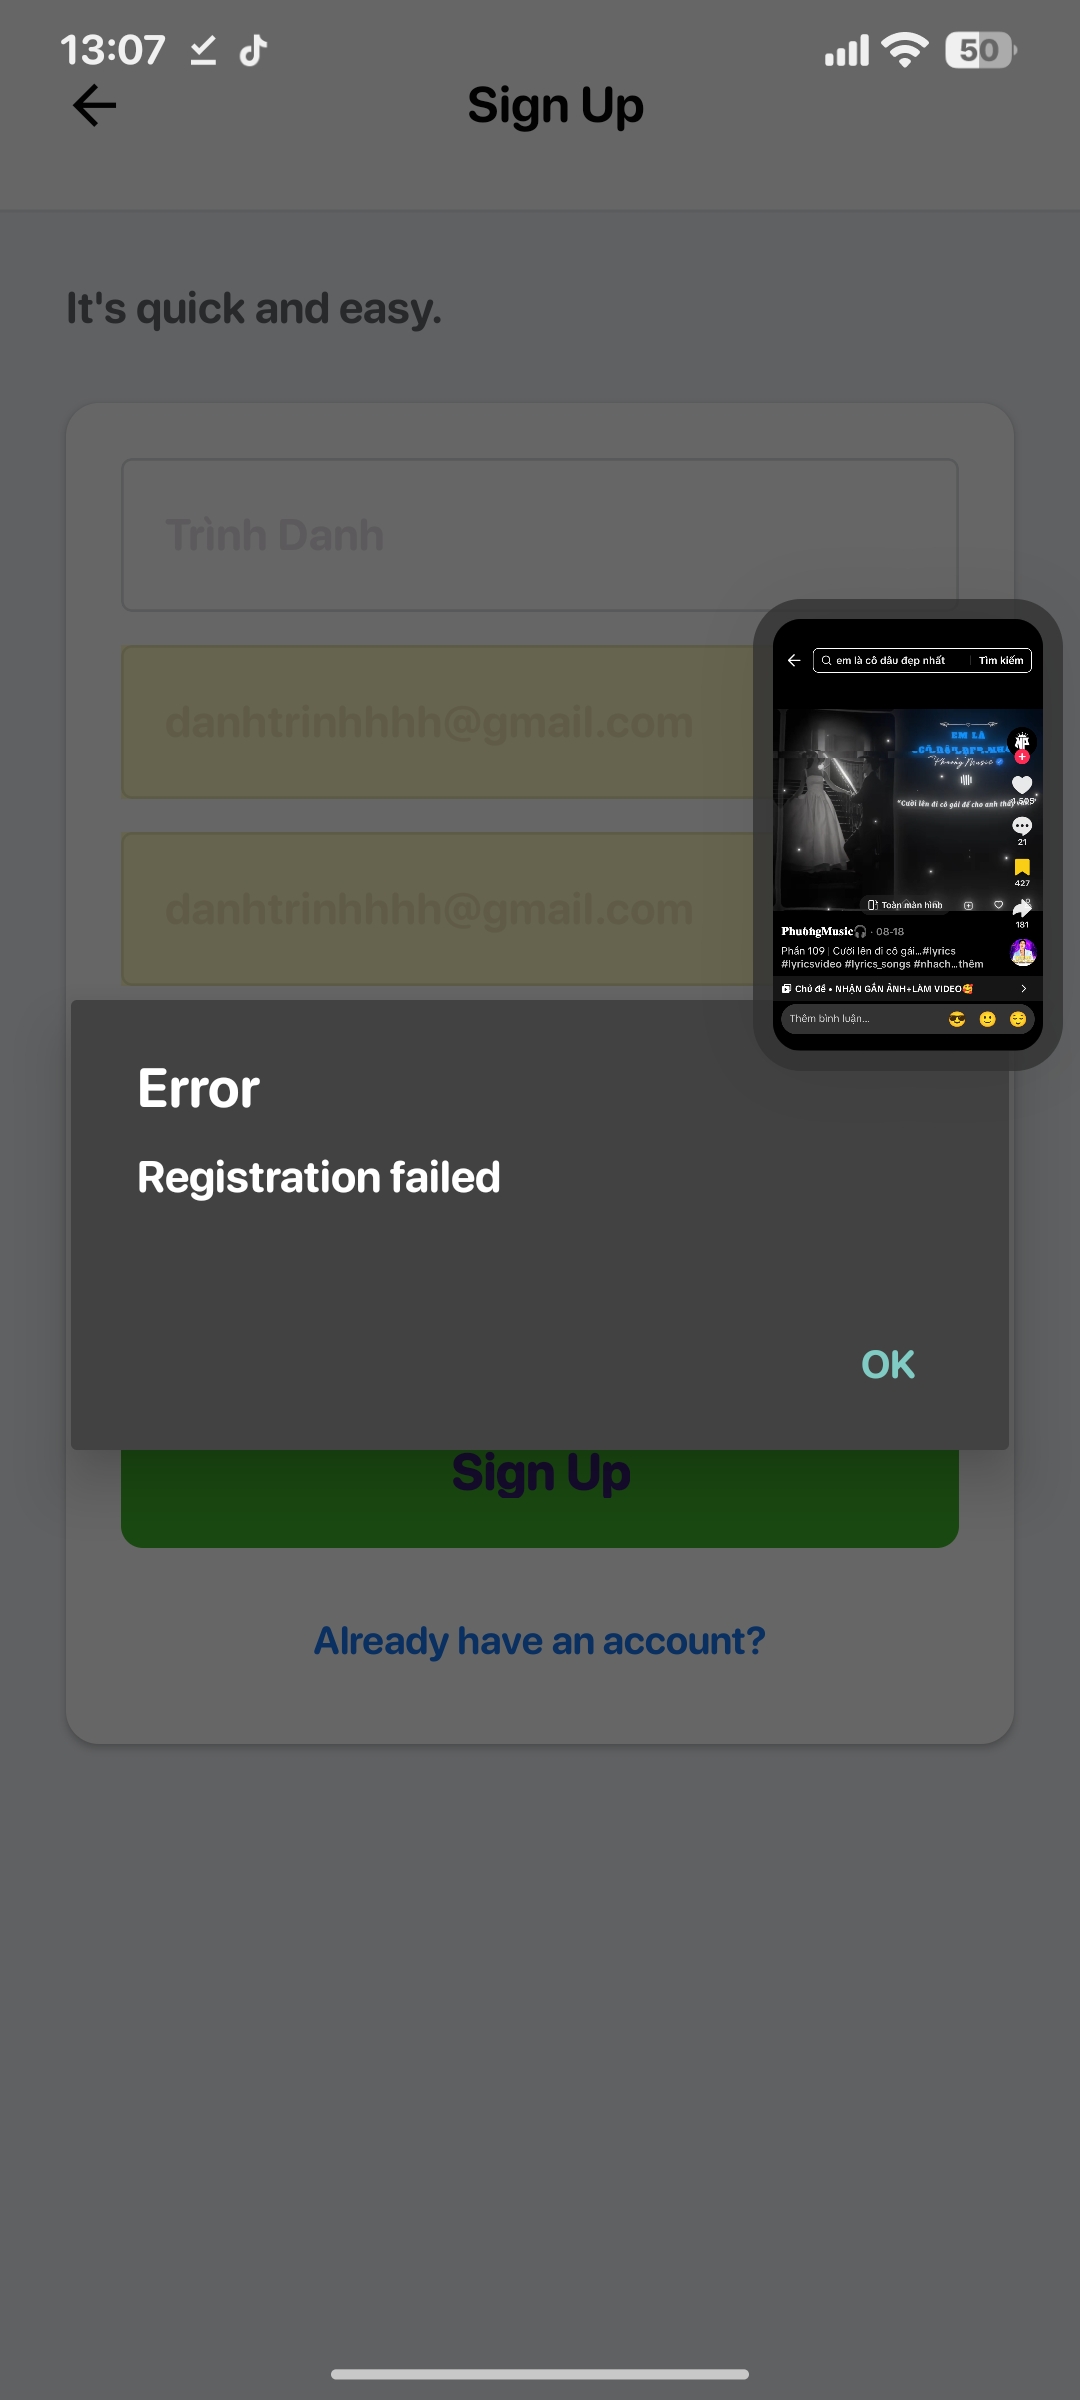 13:07
50
Sign Up
It's quick and easy.
Trình Danh
danhtrinhhhh@gmail.com
danhtrinhhhh@gmail.com
em là cô dâu đẹp nhất
Tìm kiếm
EM LÀ
Phương Music
"Cười lên đi cô gái để cho anh thấy
21
427
Toàn màn hình
181
PhươngMusic🎧 · 08-18
Phần 109 | Cười lên đi cô gái...#lyrics
#lyricsvideo #lyrics_songs #nhach...thêm
Chủ đề • NHẬN GẮN ẢNH+LÀM VIDEO🥰
Thêm bình luận...
Error
Registration failed
OK
Sign Up
Already have an account?